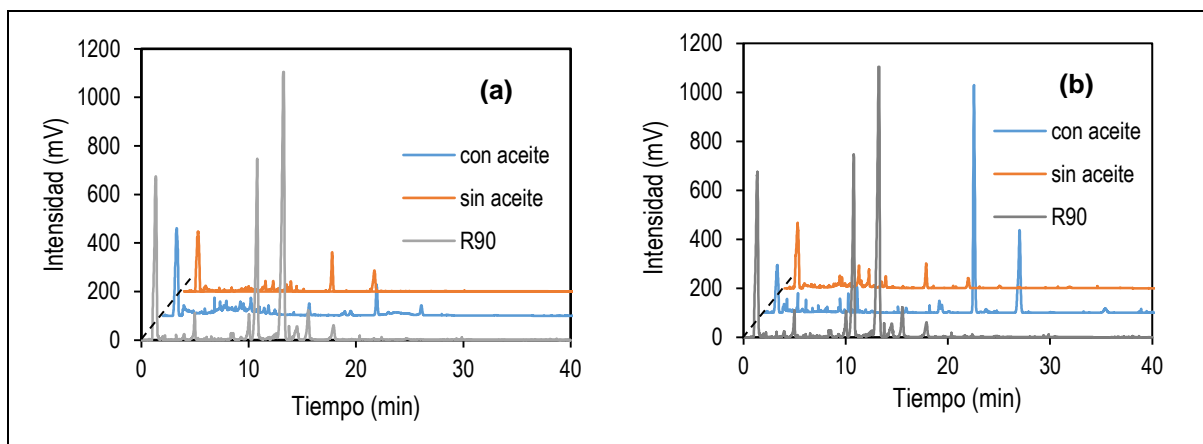 1200
1000
800
600
400
200
0
Intensidad (mV)
(a)
con aceite
sin aceite
R90
0 10 20 30 40
Tiempo (min)
1200
1000
800
600
400
200
0
Intensidad (mV)
(b)
con aceite
sin aceite
R90
0 10 20 30 40
Tiempo (min)